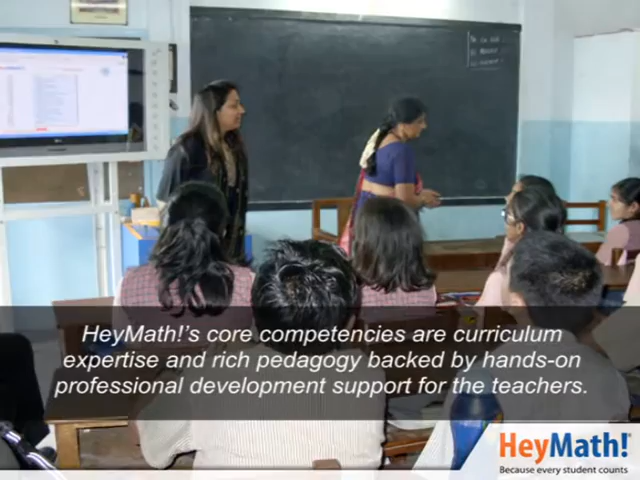 HeyMath!'s core competencies are curriculum
expertise and rich pedagogy backed by hands-on
professional development support for the teachers.
HeyMath!
Because every student counts